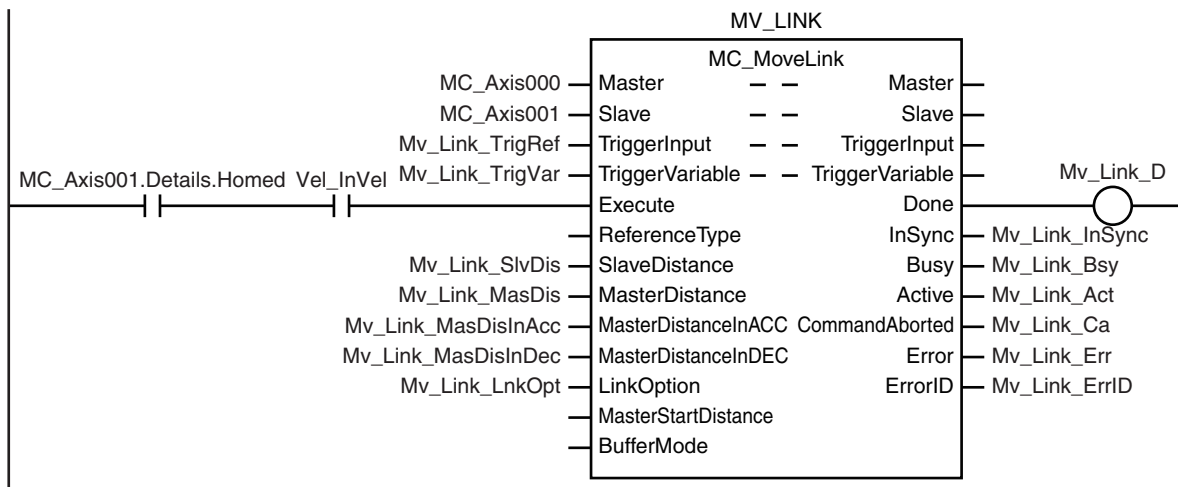 MV_LINK
MC_MoveLink
MC_Axis000 Master Master
MC_Axis001 Slave Slave
Mv_Link_TrigRef TriggerInput TriggerInput
MC_Axis001.Details.Homed Vel_InVel Mv_Link_TrigVar TriggerVariable TriggerVariable Mv_Link_D
Execute Done
ReferenceType InSync Mv_Link_InSync
Mv_Link_SlvDis SlaveDistance Busy Mv_Link_Bsy
Mv_Link_MasDis MasterDistance Active Mv_Link_Act
Mv_Link_MasDisInAcc MasterDistanceInACC CommandAborted Mv_Link_Ca
Mv_Link_MasDisInDec MasterDistanceInDEC Error Mv_Link_Err
Mv_Link_LnkOpt LinkOption ErrorID Mv_Link_ErrID
MasterStartDistance
BufferMode